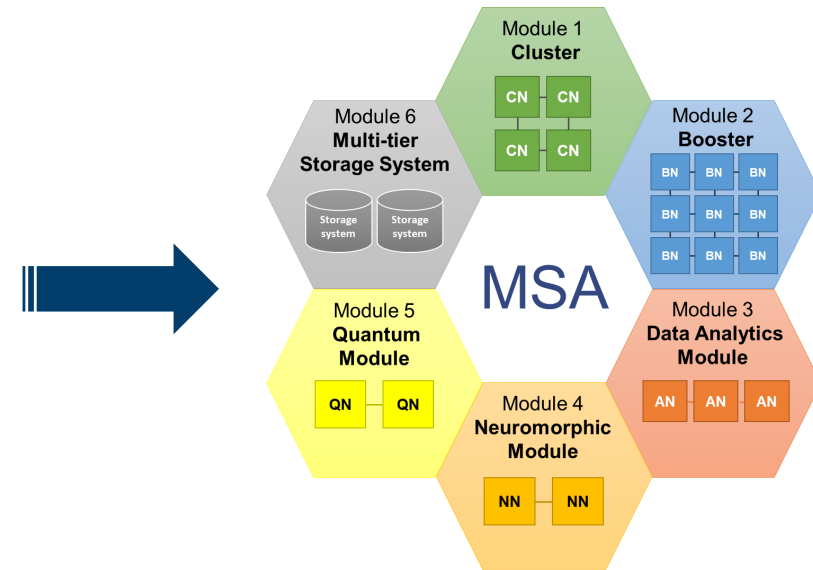 Module 1
Cluster
CN CN
CN CN
Module 2
Booster
BN BN BN
BN BN BN
BN BN BN
Module 3
Data Analytics
Module
AN AN AN
Module 4
Neuromorphic
Module
NN NN
Module 5
Quantum
Module
QN QN
Module 6
Multi-tier
Storage System
Storage
system
Storage
system
MSA